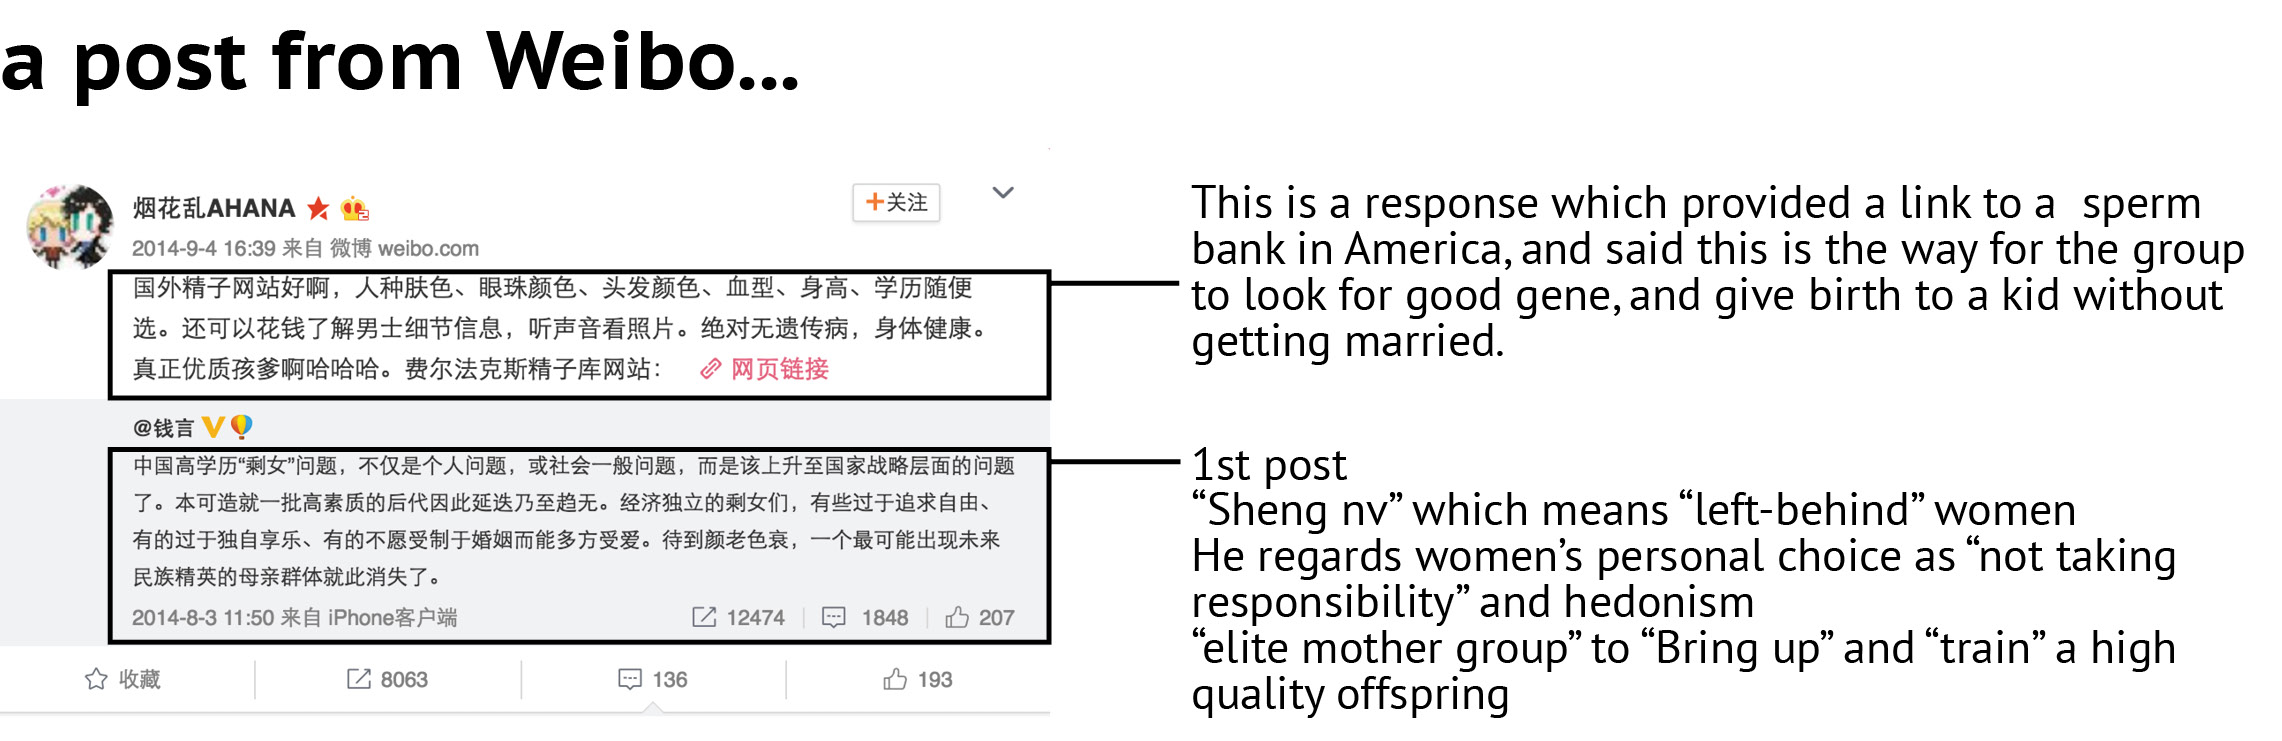 a post from Weibo...
烟花乱AHANA
+关注
2014-9-4 16:39 来自 微博 weibo.com
国外精子网站好啊，人种肤色、眼珠颜色、头发颜色、血型、身高、学历随便
选。还可以花钱了解男士细节信息，听声音看照片。绝对无遗传病，身体健康。
真正优质孩爹啊哈哈哈。费尔法克斯精子库网站： 网页链接
@钱言
中国高学历“剩女”问题，不仅是个人问题，或社会一般问题，而是该上升至国家战略层面的问题
了。本可造就一批高素质的后代因此延迭乃至趋无。经济独立的剩女们，有些过于追求自由、
有的过于独自享乐、有的不愿受制于婚姻而能多方受爱。待到颜老色衰，一个最可能出现未来
民族精英的母亲群体就此消失了。
2014-8-3 11:50 来自 iPhone客户端 12474 1848 207
收藏 8063 136 193
This is a response which provided a link to a sperm
bank in America, and said this is the way for the group
to look for good gene, and give birth to a kid without
getting married.
1st post
“Sheng nv” which means “left-behind” women
He regards women’s personal choice as “not taking
responsibility” and hedonism
“elite mother group” to “Bring up” and “train” a high
quality offspring